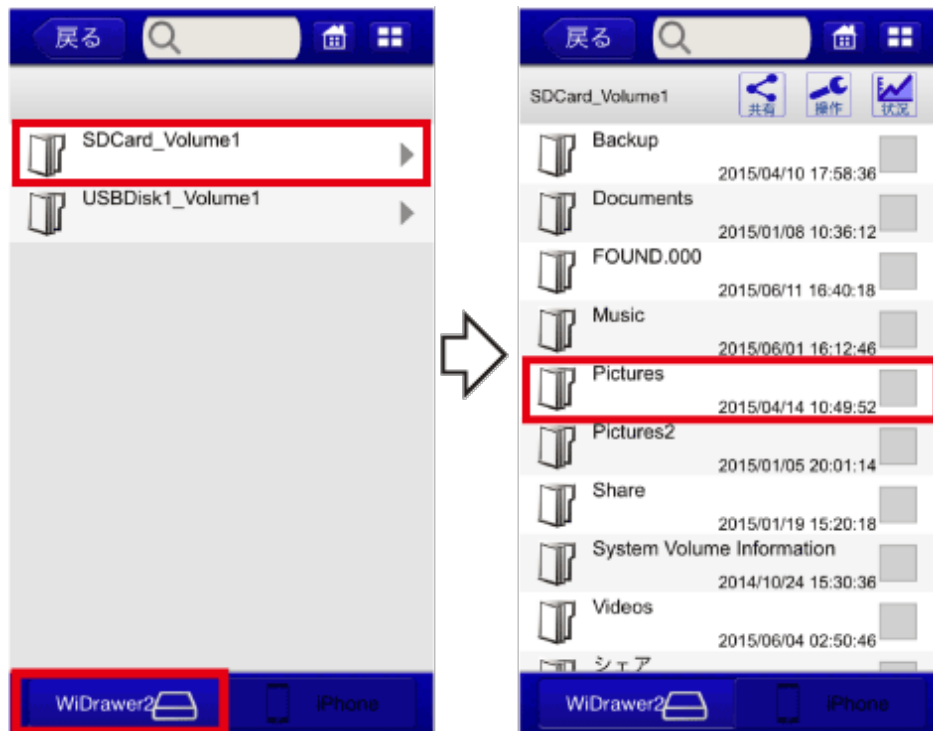 戻る
SDCard_Volume1
USBDisk1_Volume1
WiDrawer2
iPhone
戻る
SDCard_Volume1
共有
操作
状況
Backup
2015/04/10 17:58:36
Documents
2015/01/08 10:36:12
FOUND.000
2015/06/11 16:40:18
Music
2015/06/01 16:12:46
Pictures
2015/04/14 10:49:52
Pictures2
2015/01/05 20:01:14
Share
2015/01/19 15:20:18
System Volume Information
2014/10/24 15:30:36
Videos
2015/06/04 02:50:46
シェア
WiDrawer2
iPhone